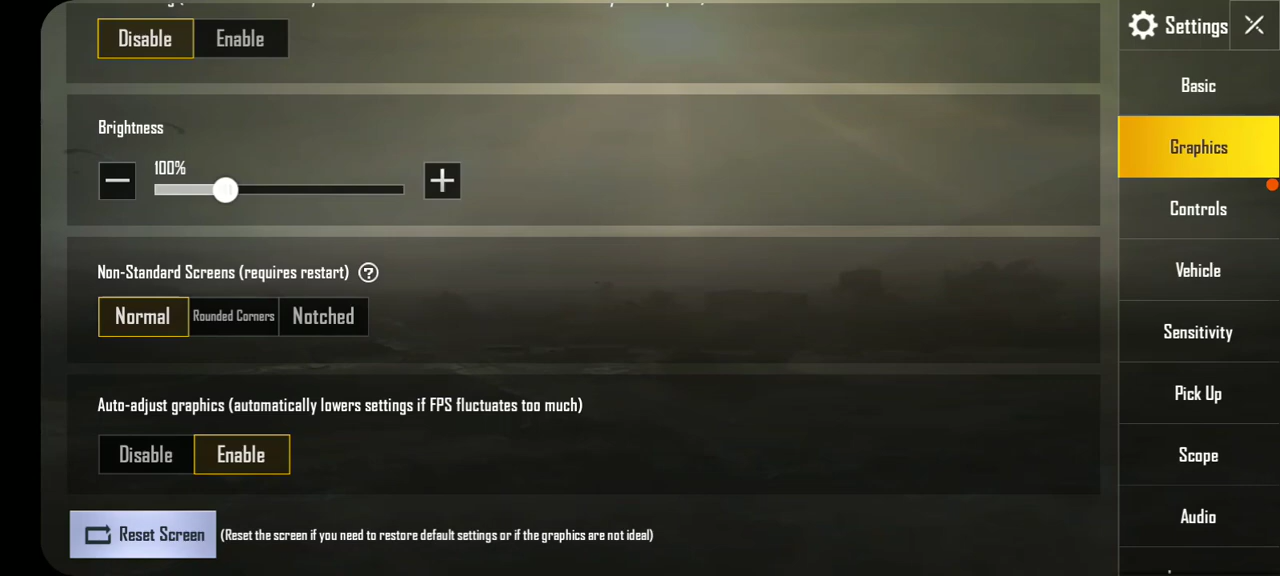 Settings
Disable Enable
Basic
Brightness
Graphics
100%
Controls
Non-Standard Screens (requires restart) ?
Vehicle
Normal Rounded Corners Notched
Sensitivity
Auto-adjust graphics (automatically lowers settings if FPS fluctuates too much)
Pick Up
Disable Enable
Scope
Audio
Reset Screen (Reset the screen if you need to restore default settings or if the graphics are not ideal)